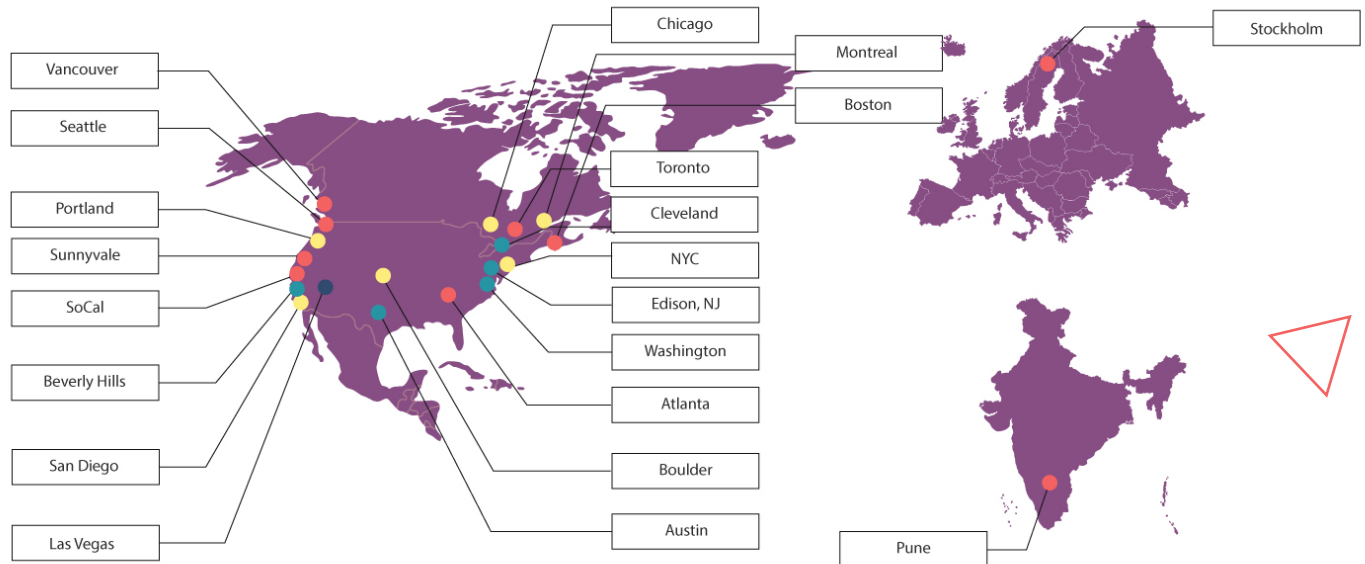 Vancouver
Seattle
Portland
Sunnyvale
SoCal
Beverly Hills
San Diego
Las Vegas
Chicago
Montreal
Boston
Toronto
Cleveland
NYC
Edison, NJ
Washington
Atlanta
Boulder
Austin
Stockholm
Pune